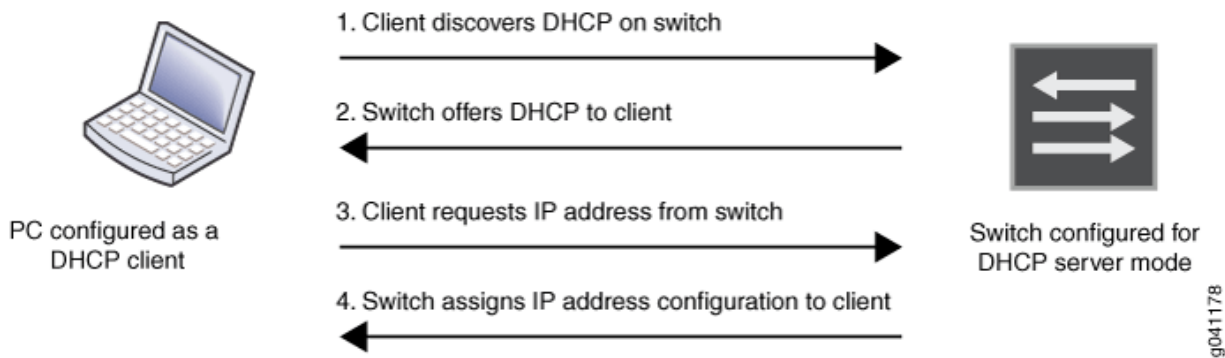 1. Client discovers DHCP on switch
2. Switch offers DHCP to client
3. Client requests IP address from switch
4. Switch assigns IP address configuration to client
PC configured as a
DHCP client
Switch configured for
DHCP server mode
g041178